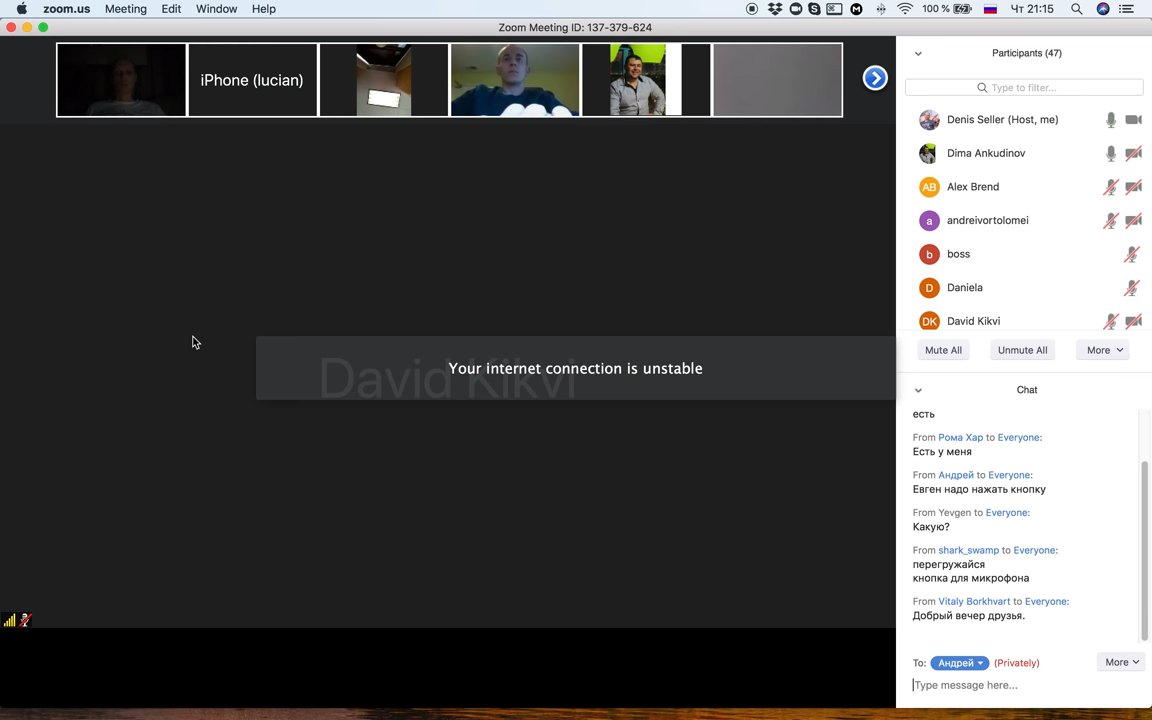 zoom.us Meeting Edit Window Help 100 % Чт 21:15
Zoom Meeting ID: 137-379-624
iPhone (lucian)
Participants (47)
Type to filter...
Denis Seller (Host, me)
Dima Ankudinov
AB Alex Brend
a andreivortolomei
b boss
D Daniela
DK David Kikvi
Mute All Unmute All More
David Kikvi
Your internet connection is unstable
Chat
есть
From Рома Хар to Everyone:
Есть у меня
From Андрей to Everyone:
Евген надо нажать кнопку
From Yevgen to Everyone:
Какую?
From shark_swamp to Everyone:
перегружайся
кнопка для микрофона
From Vitaly Borkhvart to Everyone:
Добрый вечер друзья.
To: Андрей (Privately) More
Type message here...